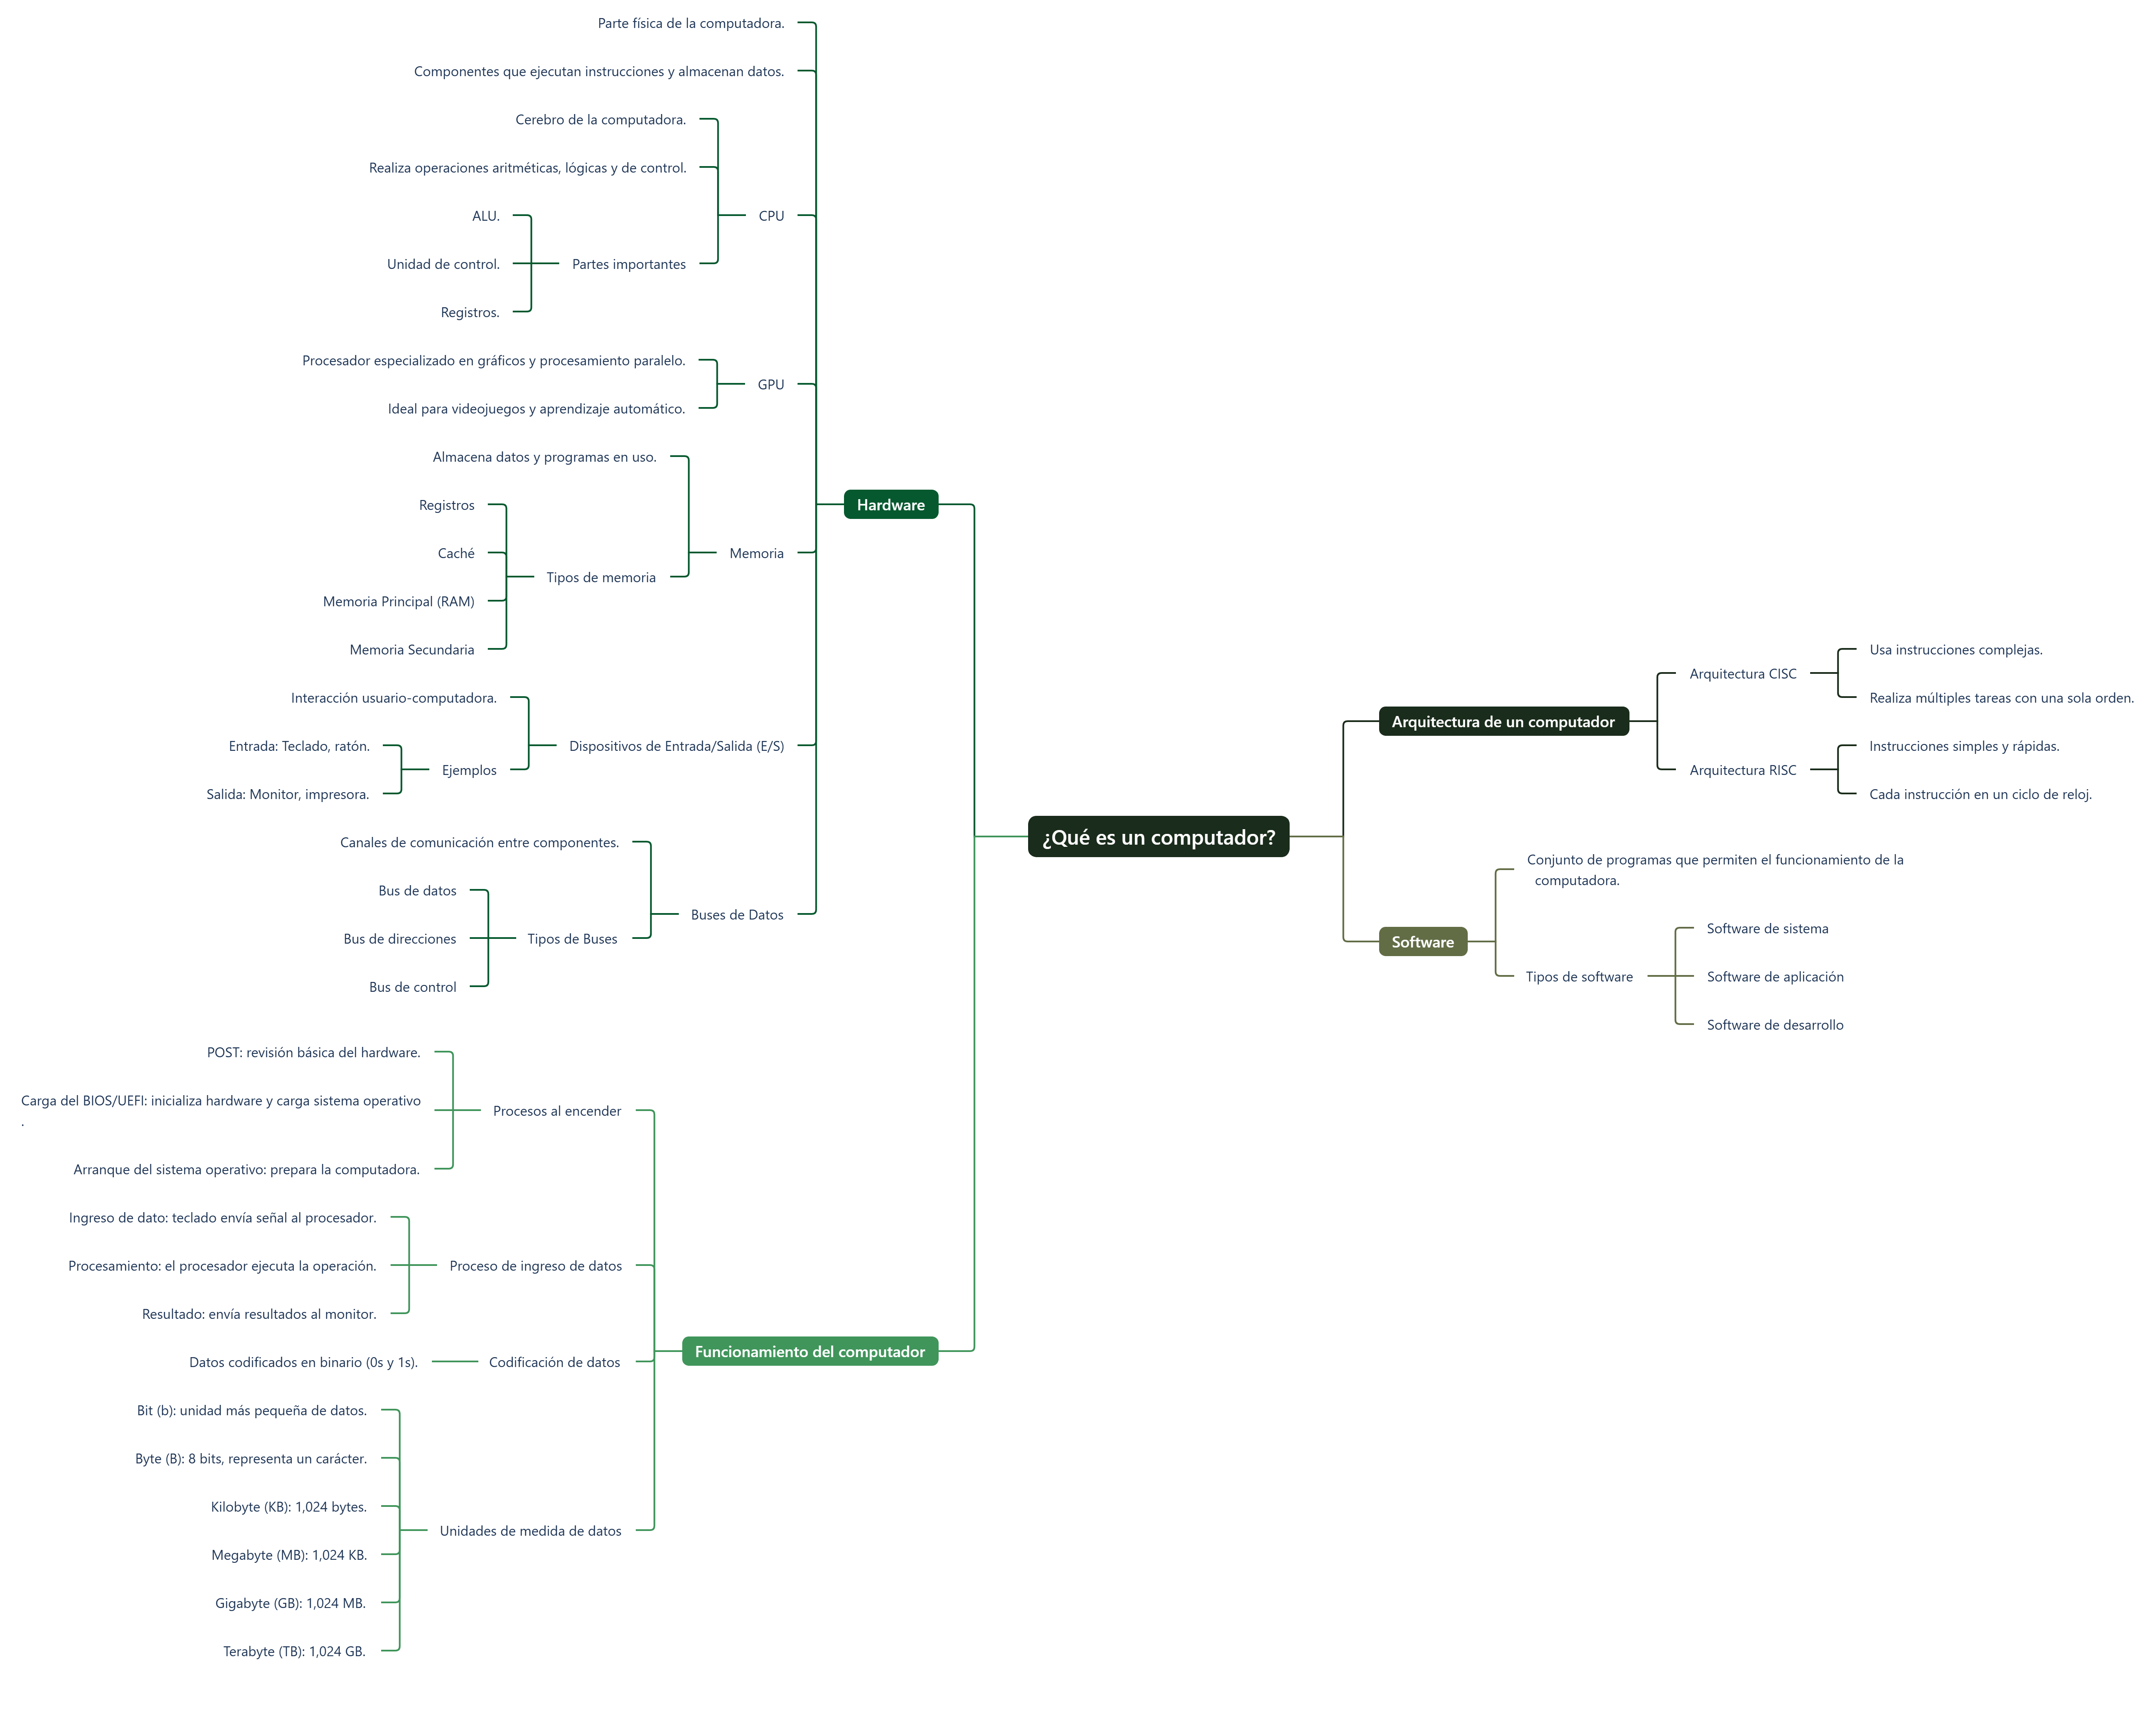 Parte física de la computadora.
Componentes que ejecutan instrucciones y almacenan datos.
Cerebro de la computadora.
Realiza operaciones aritméticas, lógicas y de control.
ALU.
Unidad de control.
Registros.
Partes importantes
CPU
Procesador especializado en gráficos y procesamiento paralelo.
Ideal para videojuegos y aprendizaje automático.
GPU
Almacena datos y programas en uso.
Registros
Caché
Memoria Principal (RAM)
Memoria Secundaria
Tipos de memoria
Memoria
Interacción usuario-computadora.
Entrada: Teclado, ratón.
Salida: Monitor, impresora.
Ejemplos
Dispositivos de Entrada/Salida (E/S)
Canales de comunicación entre componentes.
Bus de datos
Bus de direcciones
Bus de control
Tipos de Buses
Buses de Datos
Hardware
POST: revisión básica del hardware.
Carga del BIOS/UEFI: inicializa hardware y carga sistema operativo
.
Arranque del sistema operativo: prepara la computadora.
Procesos al encender
Ingreso de dato: teclado envía señal al procesador.
Procesamiento: el procesador ejecuta la operación.
Resultado: envía resultados al monitor.
Proceso de ingreso de datos
Datos codificados en binario (0s y 1s).
Codificación de datos
Bit (b): unidad más pequeña de datos.
Byte (B): 8 bits, representa un carácter.
Kilobyte (KB): 1,024 bytes.
Megabyte (MB): 1,024 KB.
Gigabyte (GB): 1,024 MB.
Terabyte (TB): 1,024 GB.
Unidades de medida de datos
Funcionamiento del computador
¿Qué es un computador?
Arquitectura de un computador
Arquitectura CISC
Usa instrucciones complejas.
Realiza múltiples tareas con una sola orden.
Arquitectura RISC
Instrucciones simples y rápidas.
Cada instrucción en un ciclo de reloj.
Software
Conjunto de programas que permiten el funcionamiento de la
computadora.
Tipos de software
Software de sistema
Software de aplicación
Software de desarrollo